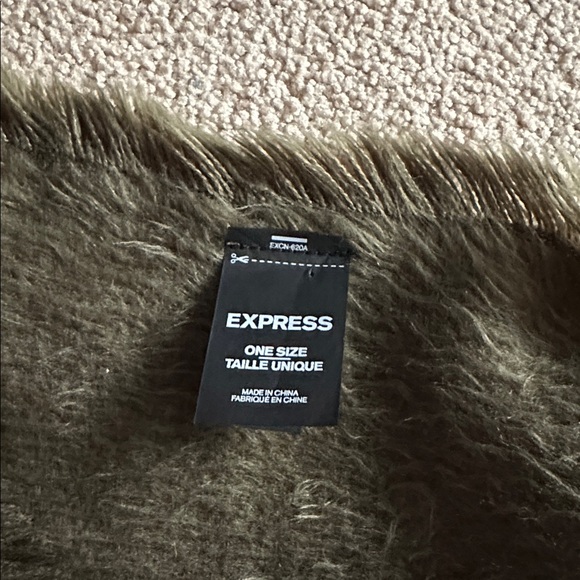 EXCN-620A
EXPRESS
ONE SIZE
TAILLE UNIQUE
MADE IN CHINA
FABRIQUÉ EN CHINE